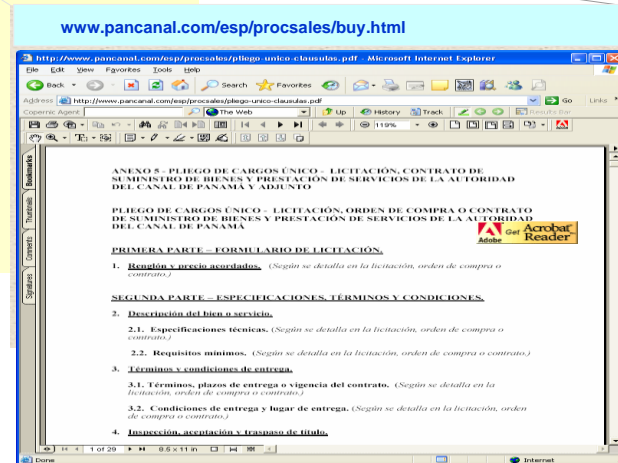 www.pancanal.com/esp/procsales/buy.html
http://www.pancanal.com/esp/procsales/pliego-unico-clausulas.pdf - Microsoft Internet Explorer
File Edit View Favorites Tools Help
Back Search Favorites
Address http://www.pancanal.com/esp/procsales/pliego-unico-clausulas.pdf Go Links
Copernic Agent The Web Up History Track Results Bar
119%
Bookmarks
Thumbnails
Comments
Signatures
ANEXO 5 - PLIEGO DE CARGOS ÚNICO - LICITACIÓN, CONTRATO DE
SUMINISTRO DE BIENES Y PRESTACIÓN DE SERVICIOS DE LA AUTORIDAD
DEL CANAL DE PANAMÁ Y ADJUNTO
PLIEGO DE CARGOS ÚNICO - LICITACIÓN, ORDEN DE COMPRA O CONTRATO
DE SUMINISTRO DE BIENES Y PRESTACIÓN DE SERVICIOS DE LA AUTORIDAD
DEL CANAL DE PANAMÁ
Adobe Get Acrobat Reader
PRIMERA PARTE – FORMULARIO DE LICITACIÓN.
1. Renglón y precio acordados. (Según se detalla en la licitación, orden de compra o
contrato.)
SEGUNDA PARTE – ESPECIFICACIONES, TÉRMINOS Y CONDICIONES.
2. Descripción del bien o servicio.
2.1. Especificaciones técnicas. (Según se detalla en la licitación, orden de compra o
contrato.)
2.2. Requisitos mínimos. (Según se detalla en la licitación, orden de compra o contrato.)
3. Términos y condiciones de entrega.
3.1. Términos, plazos de entrega o vigencia del contrato. (Según se detalla en la
licitación, orden de compra o contrato.)
3.2. Condiciones de entrega y lugar de entrega. (Según se detalla en la licitación, orden
de compra o contrato.)
4. Inspección, aceptación y traspaso de título.
1 of 29 8.5 x 11 in
Done Internet